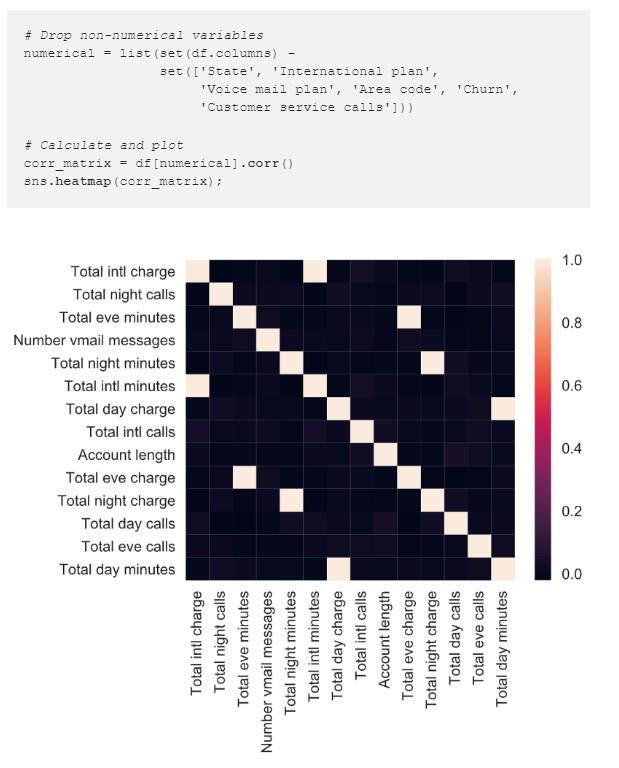 # Drop non-numerical variables
numerical = list(set(df.columns) -
set(['State', 'International plan',
'Voice mail plan', 'Area code', 'Churn',
'Customer service calls']))
# Calculate and plot
corr_matrix = df[numerical].corr()
sns.heatmap(corr_matrix);
Total intl charge
Total night calls
Total eve minutes
Number vmail messages
Total night minutes
Total intl minutes
Total day charge
Total intl calls
Account length
Total eve charge
Total night charge
Total day calls
Total eve calls
Total day minutes
1.0
0.8
0.6
0.4
0.2
0.0
Total intl charge
Total night calls
Total eve minutes
Number vmail messages
Total night minutes
Total intl minutes
Total day charge
Total intl calls
Account length
Total eve charge
Total night charge
Total day calls
Total eve calls
Total day minutes